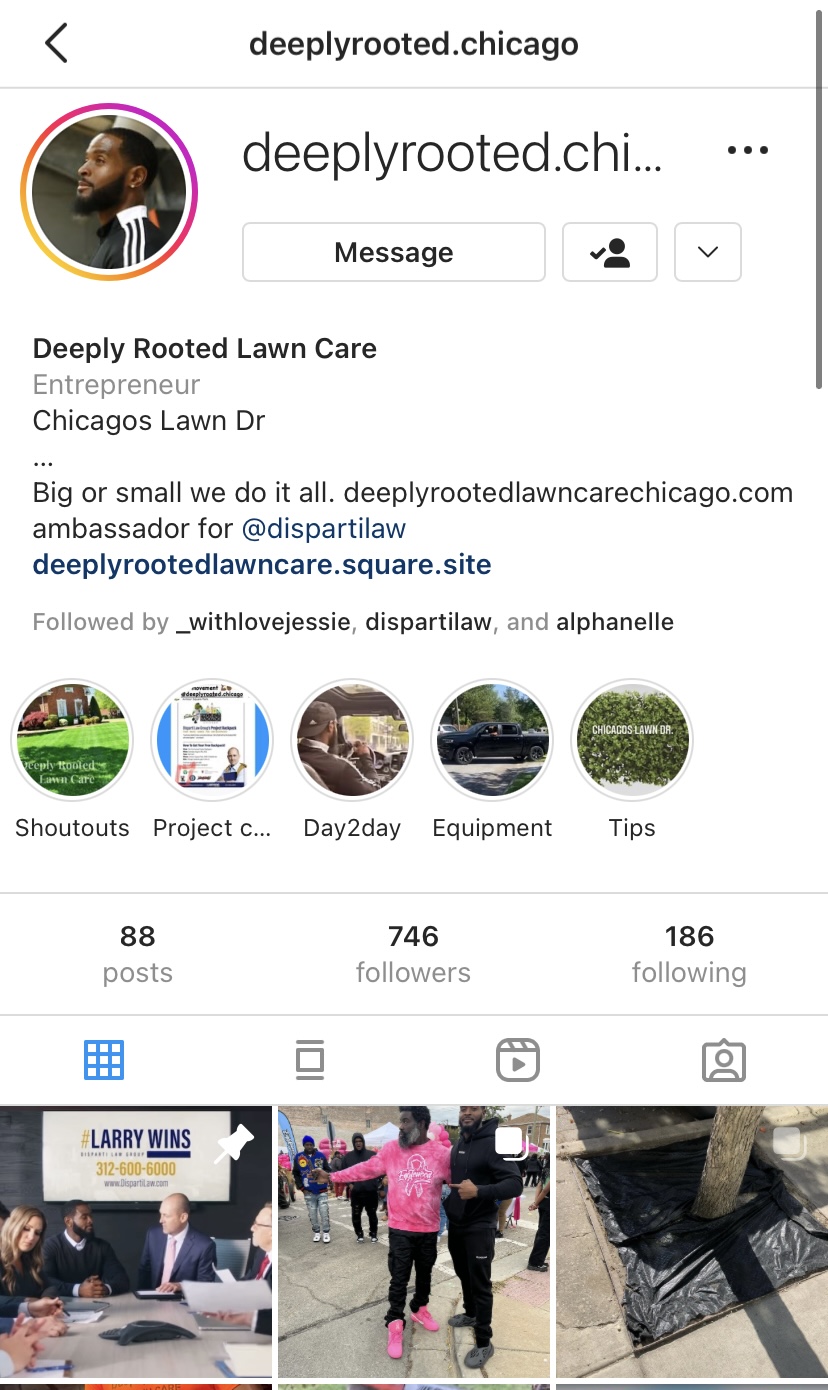 deeplyrooted.chicago
deeplyrooted.chi...
Message
Deeply Rooted Lawn Care
Entrepreneur
Chicagos Lawn Dr
...
Big or small we do it all. deeplyrootedlawncarechicago.com
ambassador for @dispartilaw
deeplyrootedlawncare.square.site
Followed by _withlovejessie, dispartilaw, and alphanelle
movement
@deeplyrooted.chicago
Deeply Rooted
Lawn Care
CHICAGOS LAWN DR.
Shoutouts
Project c...
Day2day
Equipment
Tips
88
posts
746
followers
186
following
#LARRY WINS
DISPARTI LAW GROUP
312-600-6000
www.DispartiLaw.com